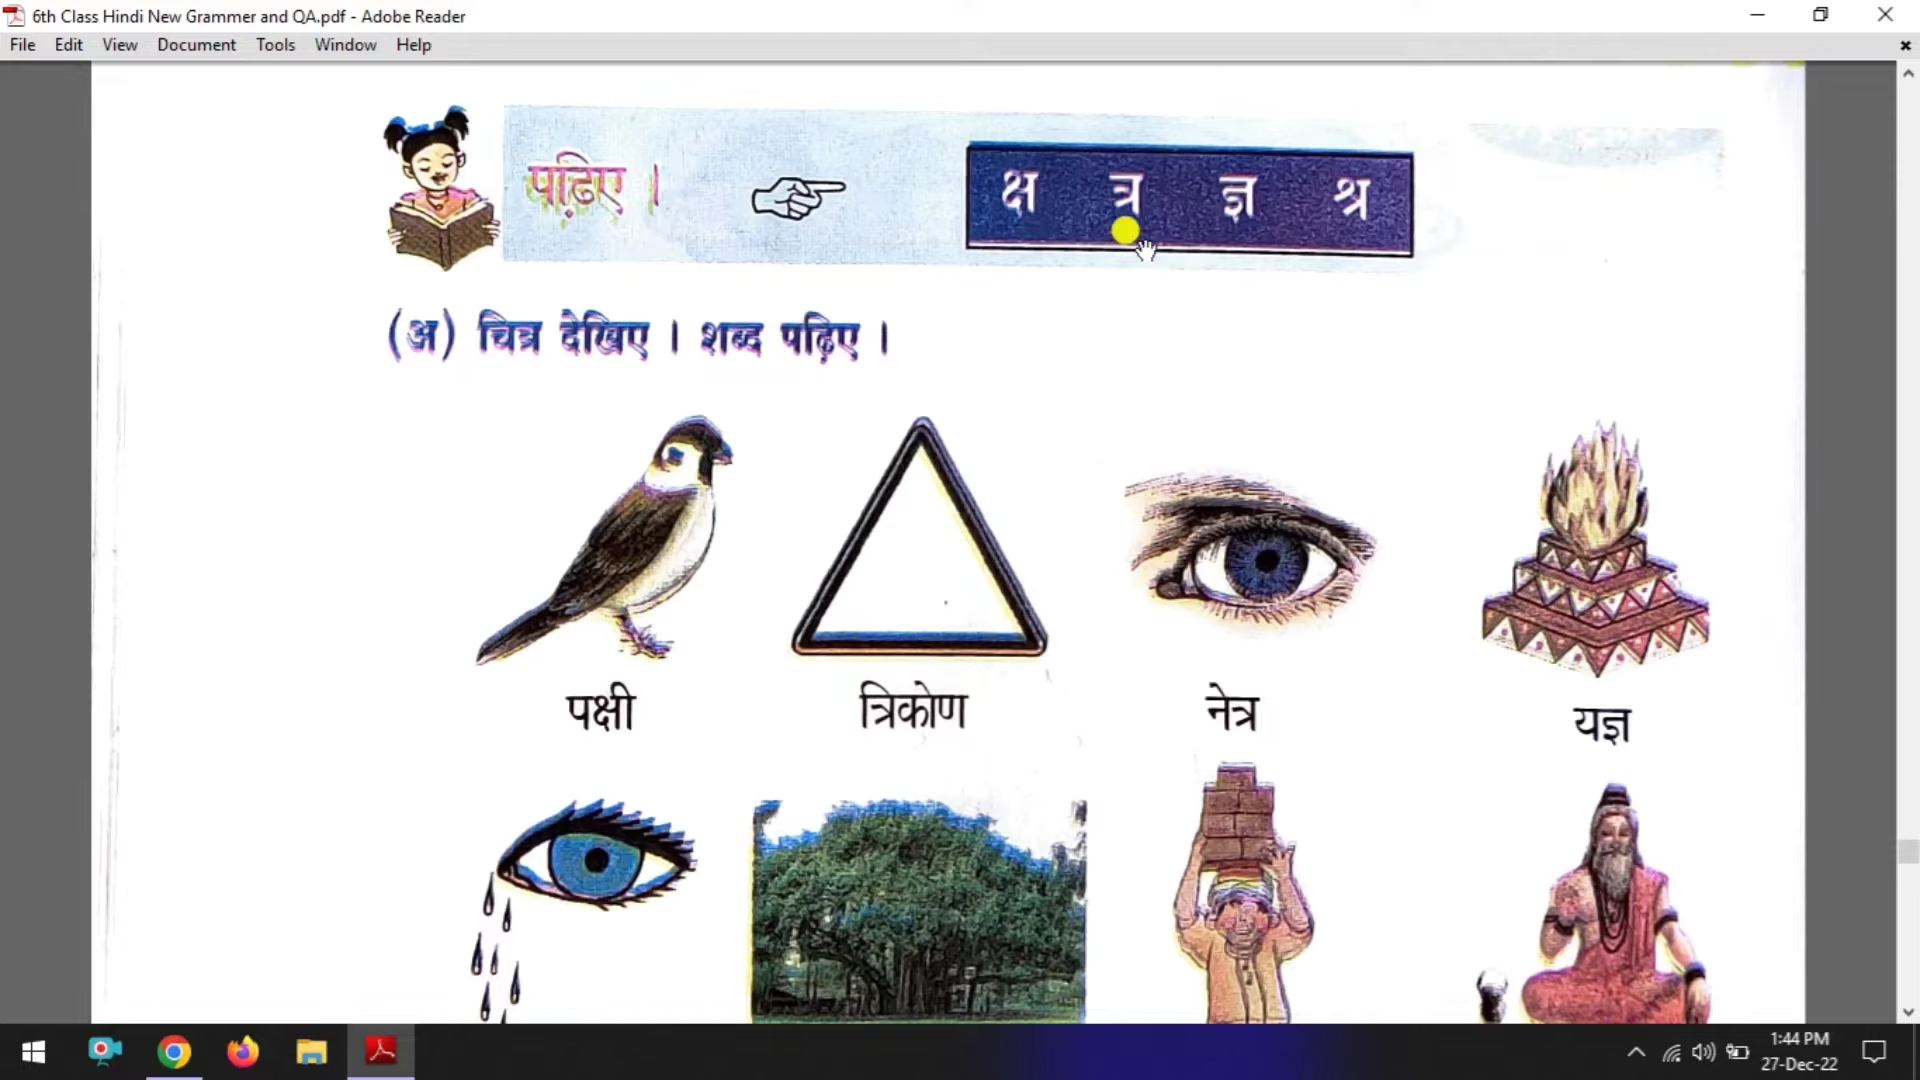 6th Class Hindi New Grammer and QA.pdf - Adobe Reader
File Edit View Document Tools Window Help
पढ़िए ।
क्ष त्र ज्ञ श्र
(अ) चित्र देखिए । शब्द पढ़िए ।
पक्षी त्रिकोण नेत्र यज्ञ
1:44 PM
27-Dec-22